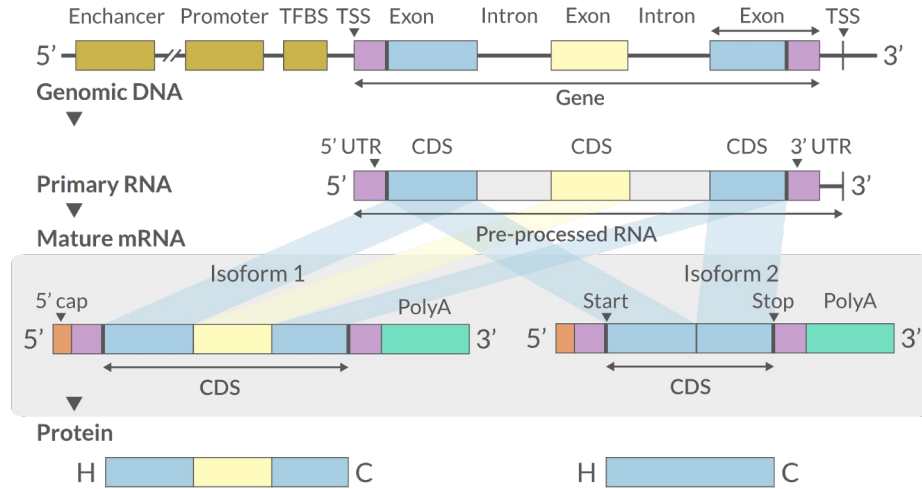 Enchancer Promoter TFBS TSS Exon Intron Exon Intron Exon TSS
5’ 3’
Genomic DNA
Gene
5’ UTR CDS CDS CDS 3’ UTR
Primary RNA 5’ 3’
Mature mRNA
Pre-processed RNA
Isoform 1 Isoform 2
5’ cap PolyA Start Stop PolyA
5’ 3’ 5’ 3’
CDS CDS
Protein
H C H C